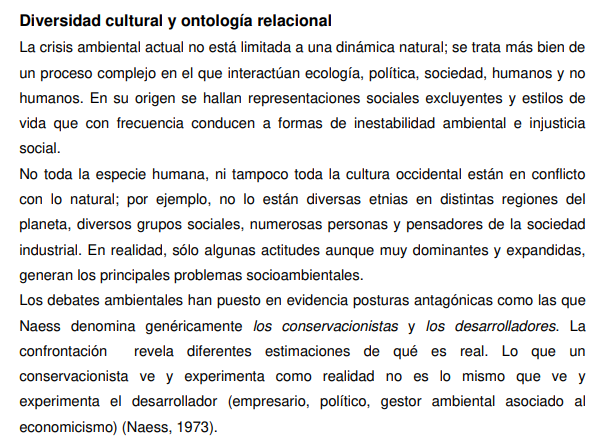 Diversidad cultural y ontología relacional
La crisis ambiental actual no está limitada a una dinámica natural; se trata más bien de
un proceso complejo en el que interactúan ecología, política, sociedad, humanos y no
humanos. En su origen se hallan representaciones sociales excluyentes y estilos de
vida que con frecuencia conducen a formas de inestabilidad ambiental e injusticia
social.
No toda la especie humana, ni tampoco toda la cultura occidental están en conflicto
con lo natural; por ejemplo, no lo están diversas etnias en distintas regiones del
planeta, diversos grupos sociales, numerosas personas y pensadores de la sociedad
industrial. En realidad, sólo algunas actitudes aunque muy dominantes y expandidas,
generan los principales problemas socioambientales.
Los debates ambientales han puesto en evidencia posturas antagónicas como las que
Naess denomina genéricamente los conservacionistas y los desarrolladores. La
confrontación revela diferentes estimaciones de qué es real. Lo que un
conservacionista ve y experimenta como realidad no es lo mismo que ve y
experimenta el desarrollador (empresario, político, gestor ambiental asociado al
economicismo) (Naess, 1973).